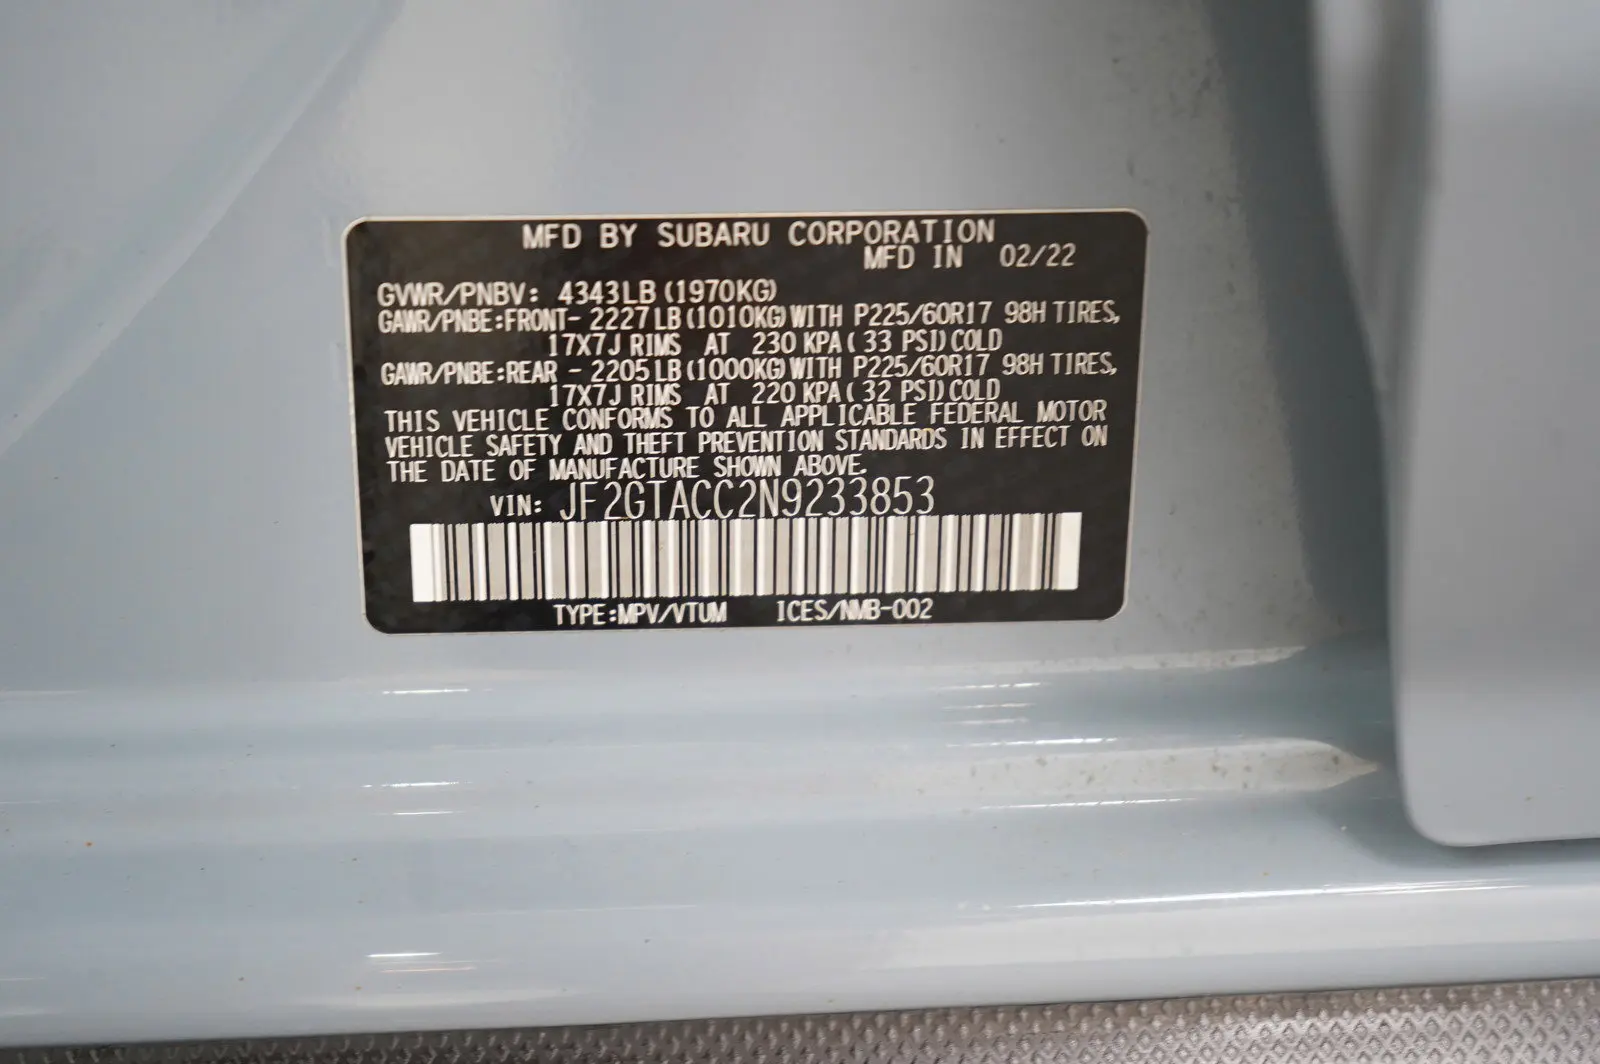 MFD BY SUBARU CORPORATION
MFD IN 02/22
GVWR/PNBV: 4343LB(1970KG)
GAWR/PNBE:FRONT- 2227LB(1010KG)WITH P225/60R17 98H TIRES,
17X7J RIMS AT 230 KPA( 33 PSI)COLD
GAWR/PNBE:REAR - 2205LB(1000KG)WITH P225/60R17 98H TIRES,
17X7J RIMS AT 220 KPA( 32 PSI)COLD
THIS VEHICLE CONFORMS TO ALL APPLICABLE FEDERAL MOTOR
VEHICLE SAFETY AND THEFT PREVENTION STANDARDS IN EFFECT ON
THE DATE OF MANUFACTURE SHOWN ABOVE.
VIN: JF2GTACC2N9233853
TYPE:MPV/VTUM ICES/NMB-002